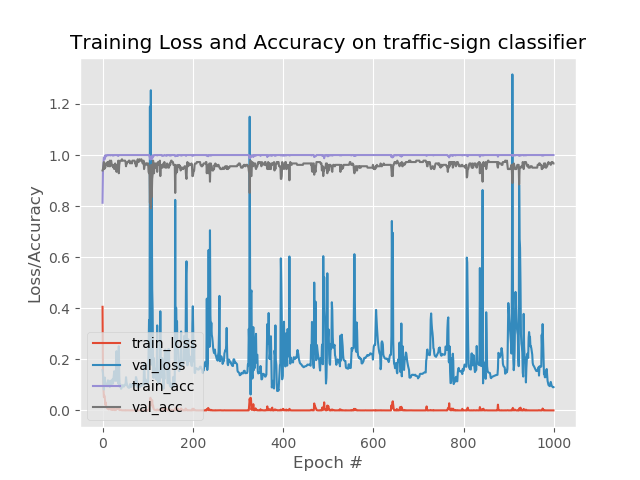 Training Loss and Accuracy on traffic-sign classifier
1.2
1.0
0.8
0.6
0.4
0.2
0.0
Loss/Accuracy
train_loss
val_loss
train_acc
val_acc
0 200 400 600 800 1000
Epoch #